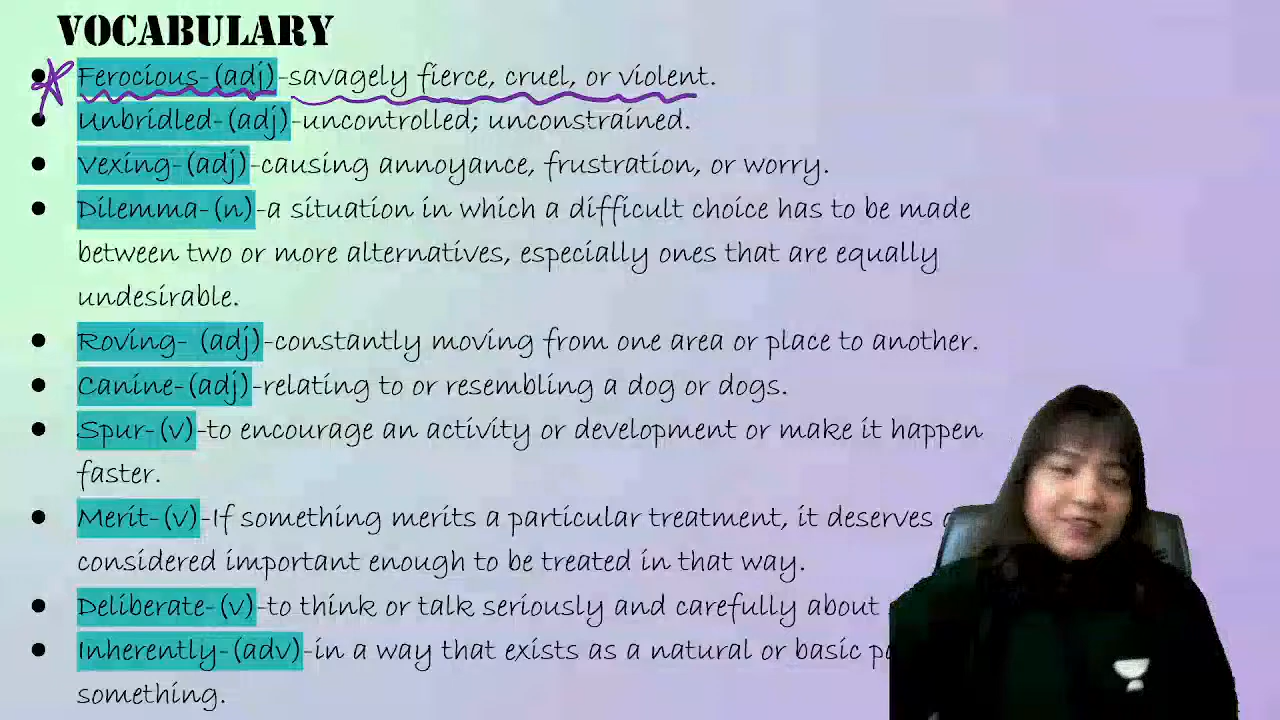 VOCABULARY
Ferocious-(adj)-savagely fierce, cruel, or violent.
Unbridled-(adj)-uncontrolled; unconstrained.
Vexing-(adj)-causing annoyance, frustration, or worry.
Dilemma-(n)-a situation in which a difficult choice has to be made
between two or more alternatives, especially ones that are equally
undesirable.
Roving- (adj)-constantly moving from one area or place to another.
Canine-(adj)-relating to or resembling a dog or dogs.
Spur-(v)-to encourage an activity or development or make it happen
faster.
Merit-(v)-If something merits a particular treatment, it deserves
considered important enough to be treated in that way.
Deliberate-(v)-to think or talk seriously and carefully about
Inherently-(adv)-in a way that exists as a natural or basic
something.